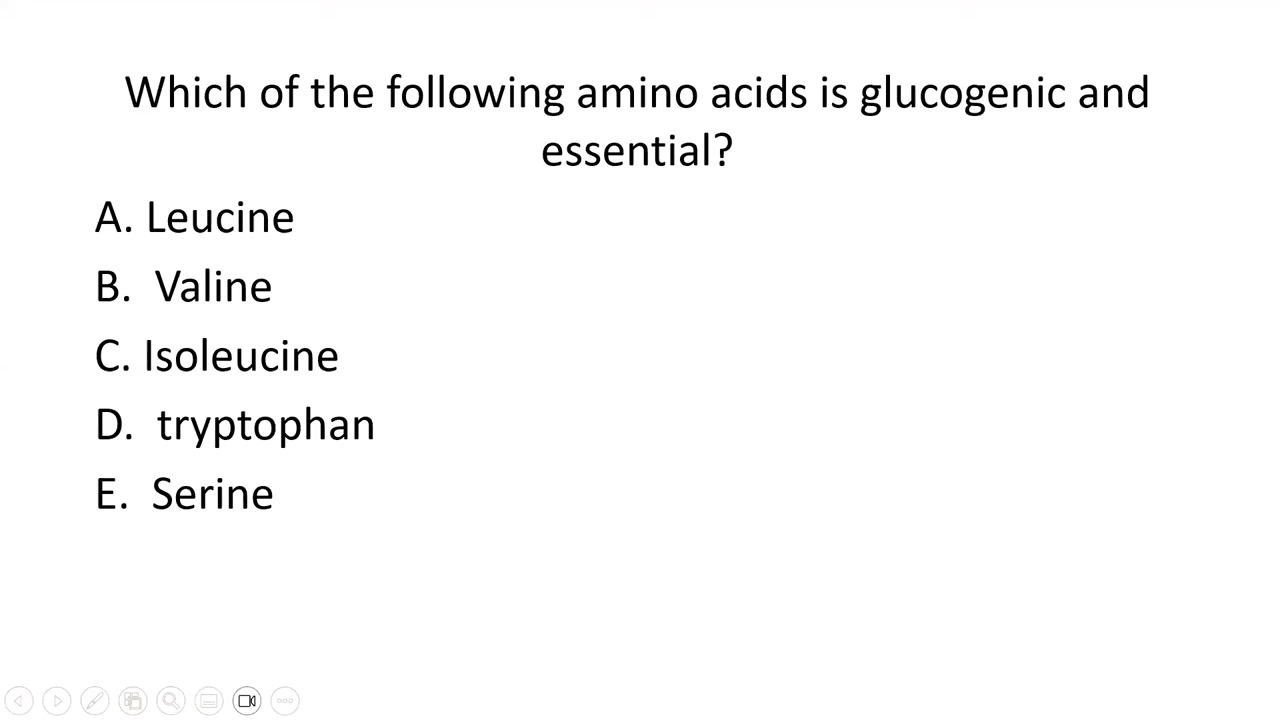 Which of the following amino acids is glucogenic and
essential?
A. Leucine
B. Valine
C. Isoleucine
D. tryptophan
E. Serine